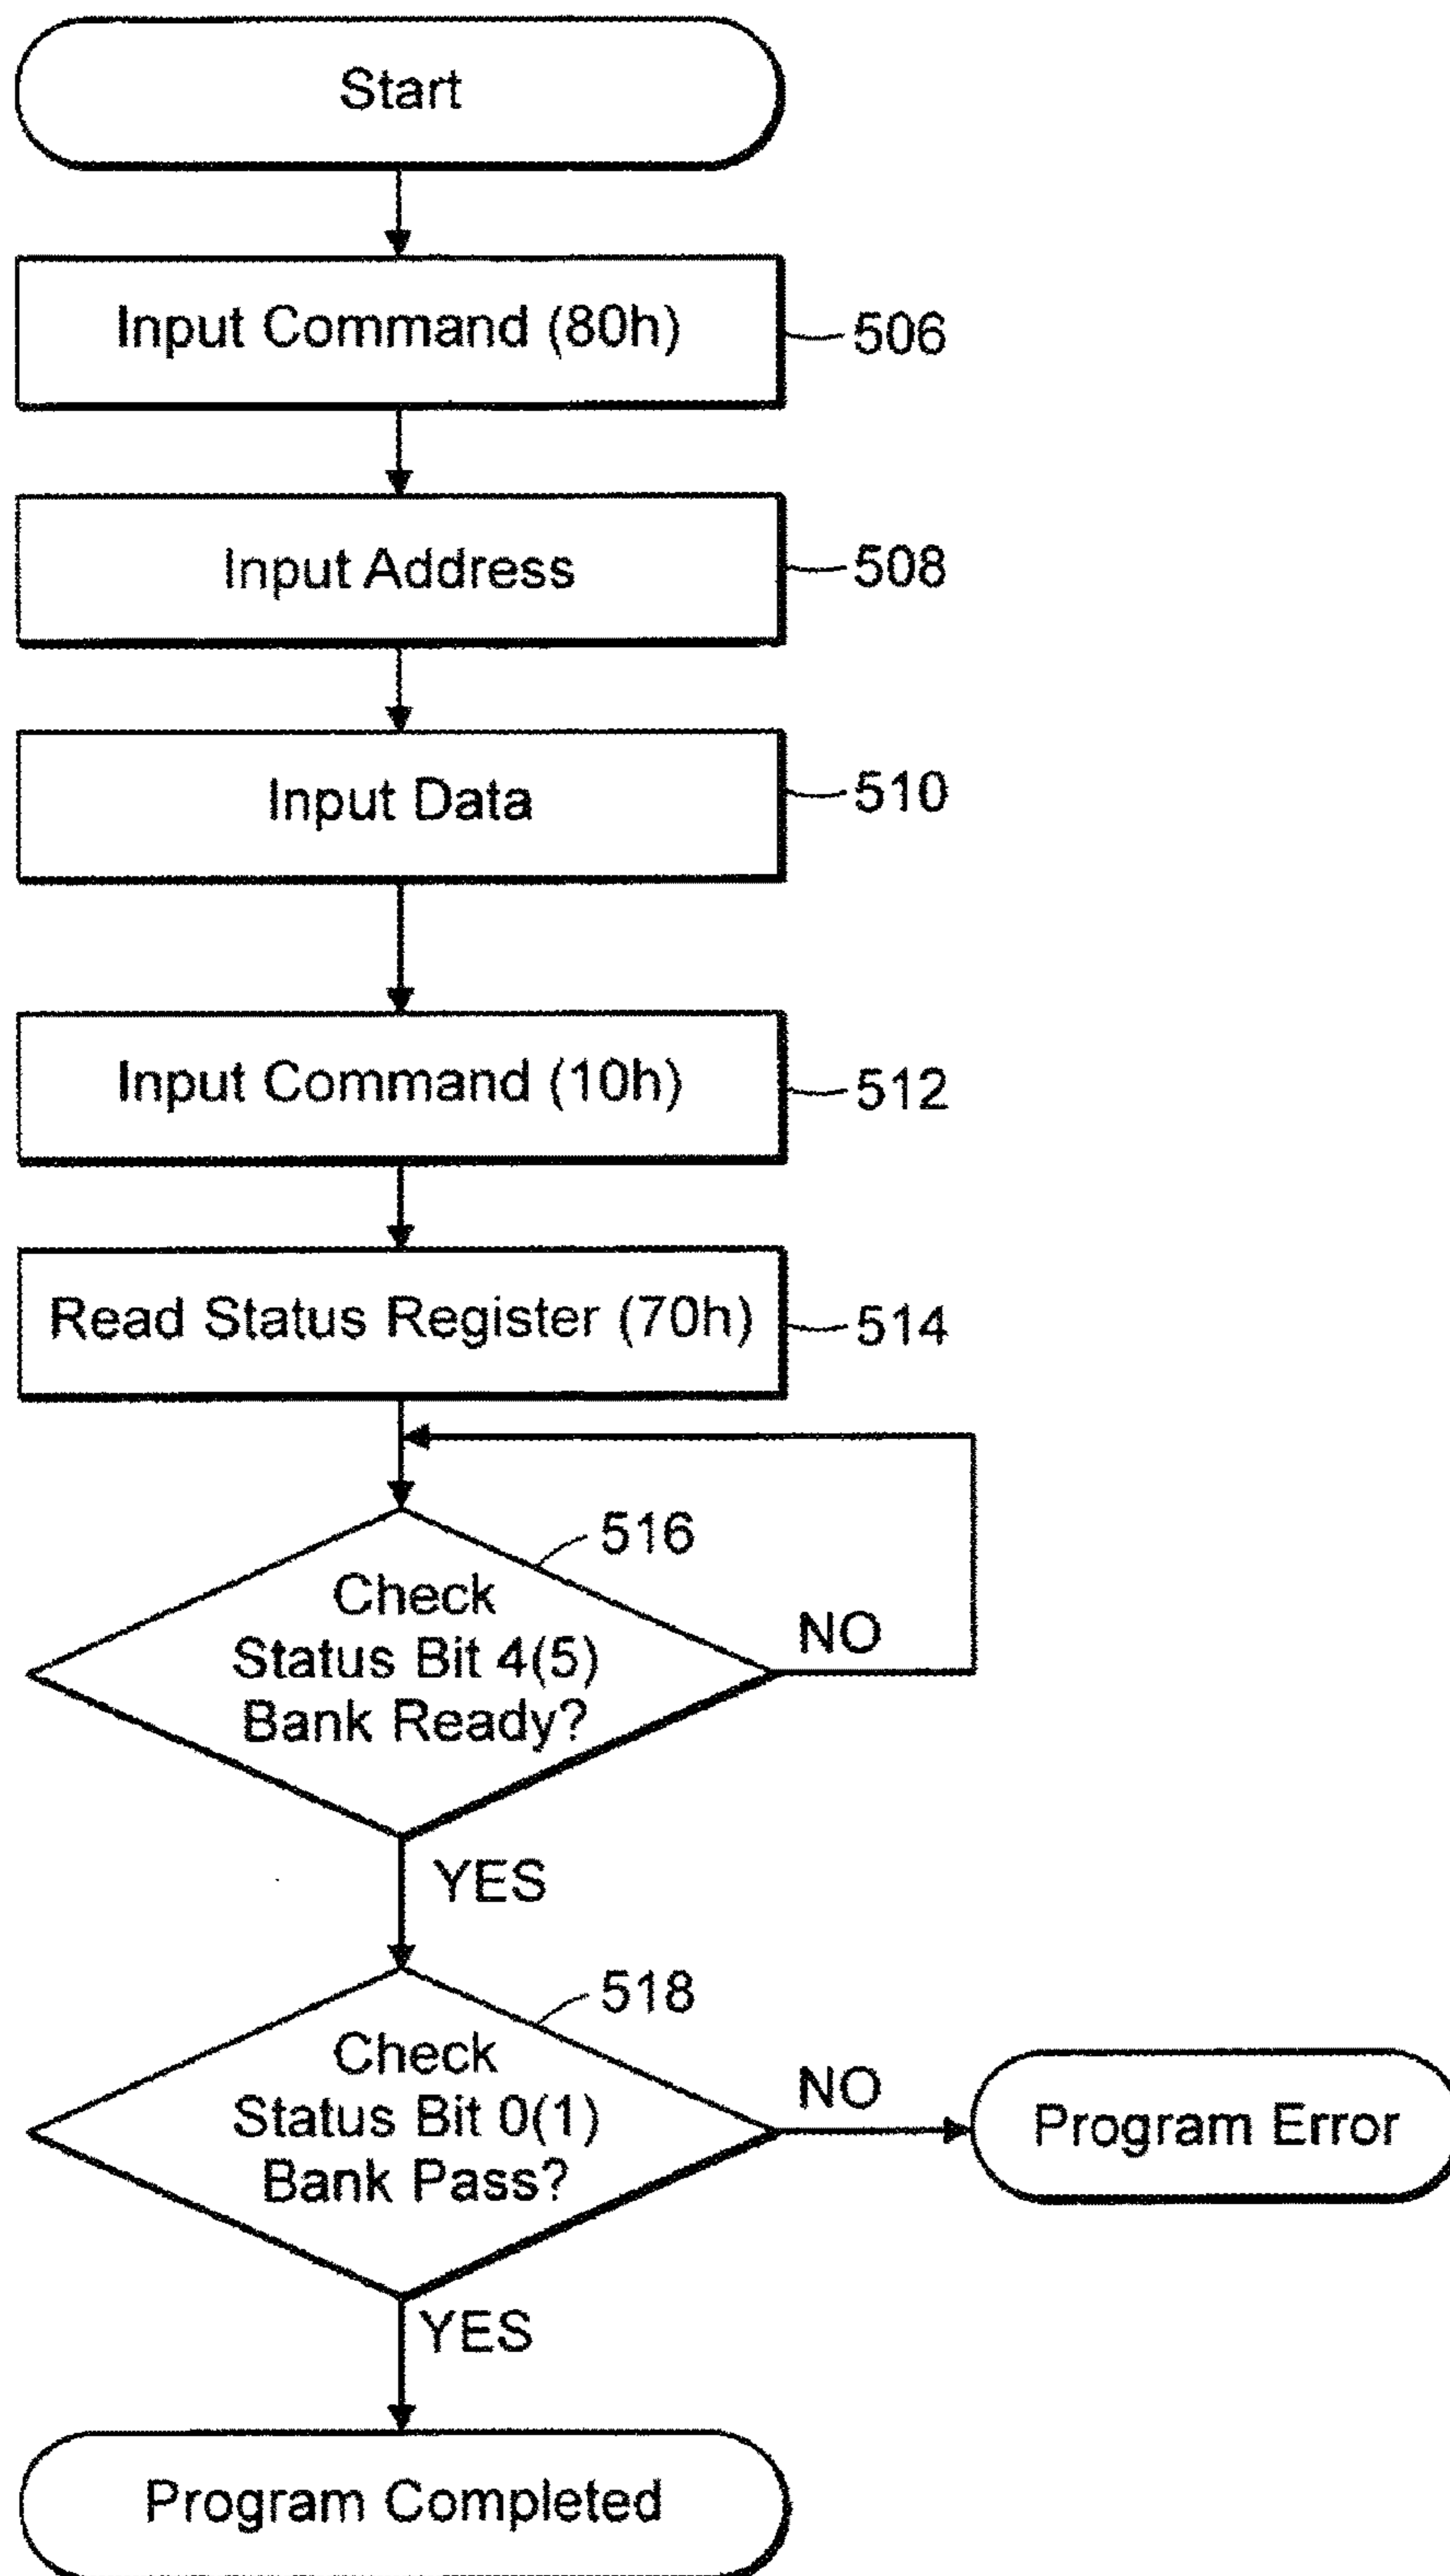 Start
Input Command (80h)
506
Input Address
508
Input Data
510
Input Command (10h)
512
Read Status Register (70h)
514
516
Check
Status Bit 4(5)
Bank Ready?
NO
YES
518
Check
Status Bit 0(1)
Bank Pass?
NO
Program Error
YES
Program Completed